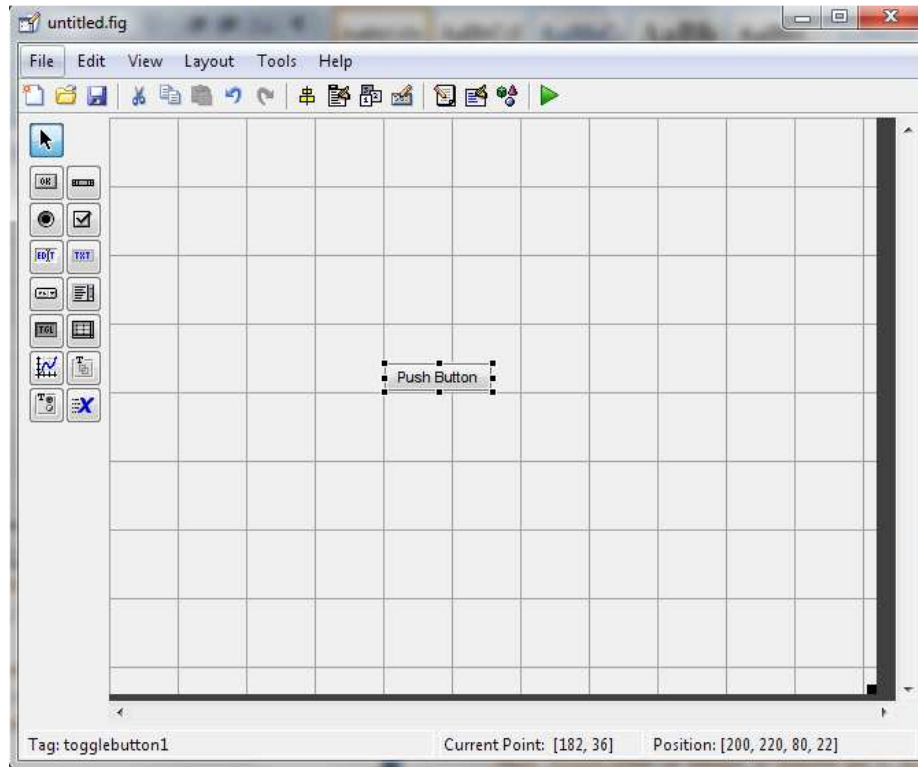 untitled.fig
File Edit View Layout Tools Help
OK
EDIT TXT
TGL
Push Button
Tag: togglebutton1 Current Point: [182, 36] Position: [200, 220, 80, 22]